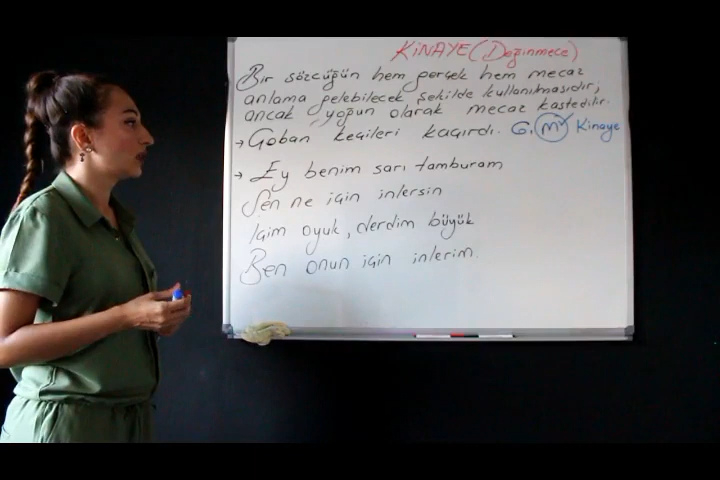 KİNAYE (Değinmece)
Bir sözcüğün hem gerçek hem mecaz
anlama gelebilecek şekilde kullanılmasıdır,
ancak yoğun olarak mecaz kastedilir.
→ Çoban keçileri kaçırdı. G, M Kinaye
→ Ey benim sarı tamburam
Sen ne için inlersin
İçim oyuk, derdim büyük
Ben onun için inlerim.